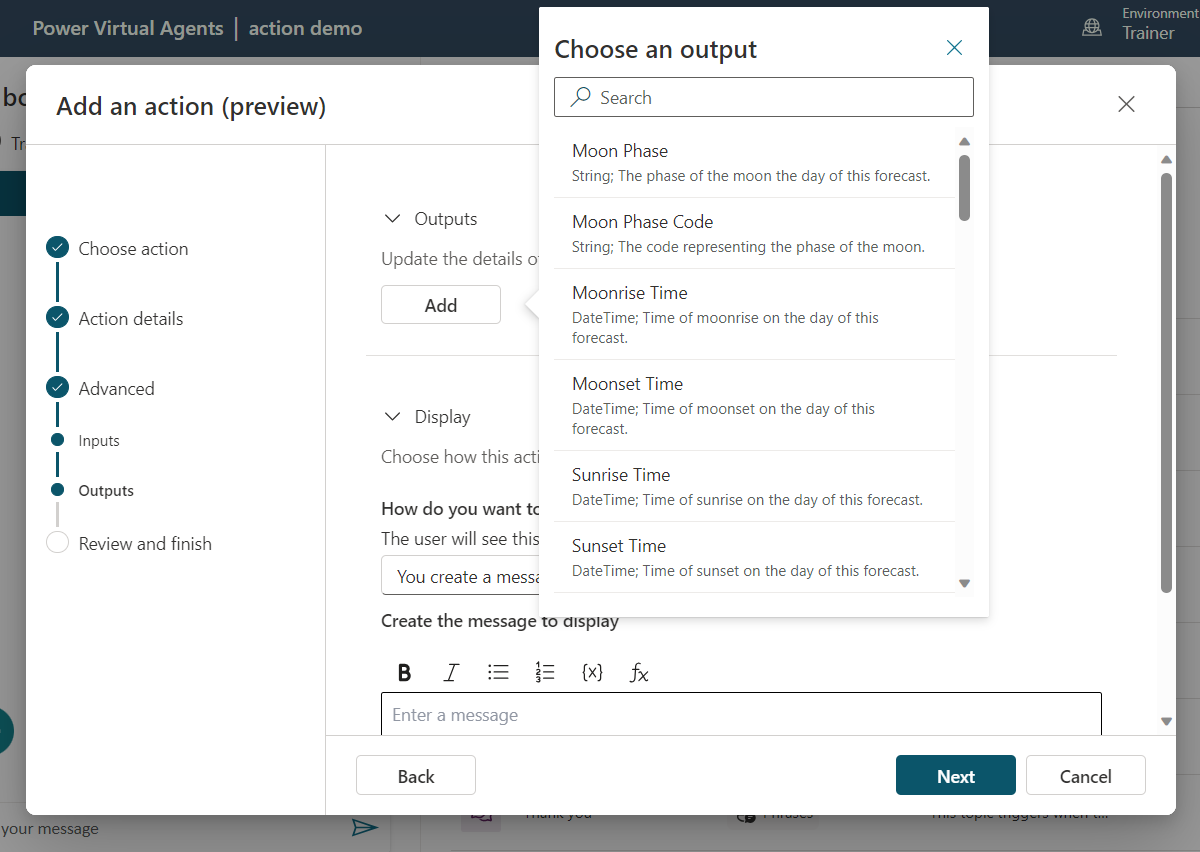 Power Virtual Agents | action demo
Environment
Trainer
Add an action (preview)
Choose action
Action details
Advanced
Inputs
Outputs
Review and finish
Outputs
Update the details
Add
Display
Choose how this acti
How do you want to
The user will see this
You create a messa
Create the message to display
Enter a message
Back
Next
Cancel
Choose an output
Search
Moon Phase
String; The phase of the moon the day of this forecast.
Moon Phase Code
String; The code representing the phase of the moon.
Moonrise Time
DateTime; Time of moonrise on the day of this
forecast.
Moonset Time
DateTime; Time of moonset on the day of this
forecast.
Sunrise Time
DateTime; Time of sunrise on the day of this forecast.
Sunset Time
DateTime; Time of sunset on the day of this forecast.
your message
Thank you
Phrases
This topic triggers when t...